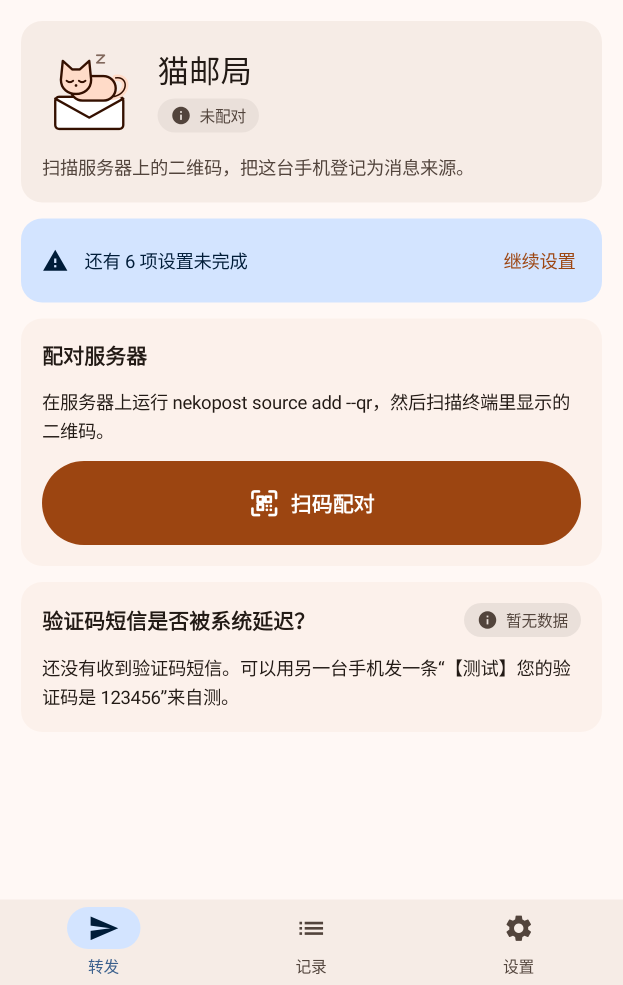 z
猫邮局
未配对
扫描服务器上的二维码，把这台手机登记为消息来源。
还有 6 项设置未完成
继续设置
配对服务器
在服务器上运行 nekopost source add --qr，然后扫描终端里显示的
二维码。
扫码配对
验证码短信是否被系统延迟？
暂无数据
还没有收到验证码短信。可以用另一台手机发一条“【测试】您的验
证码是 123456”来自测。
转发
记录
设置